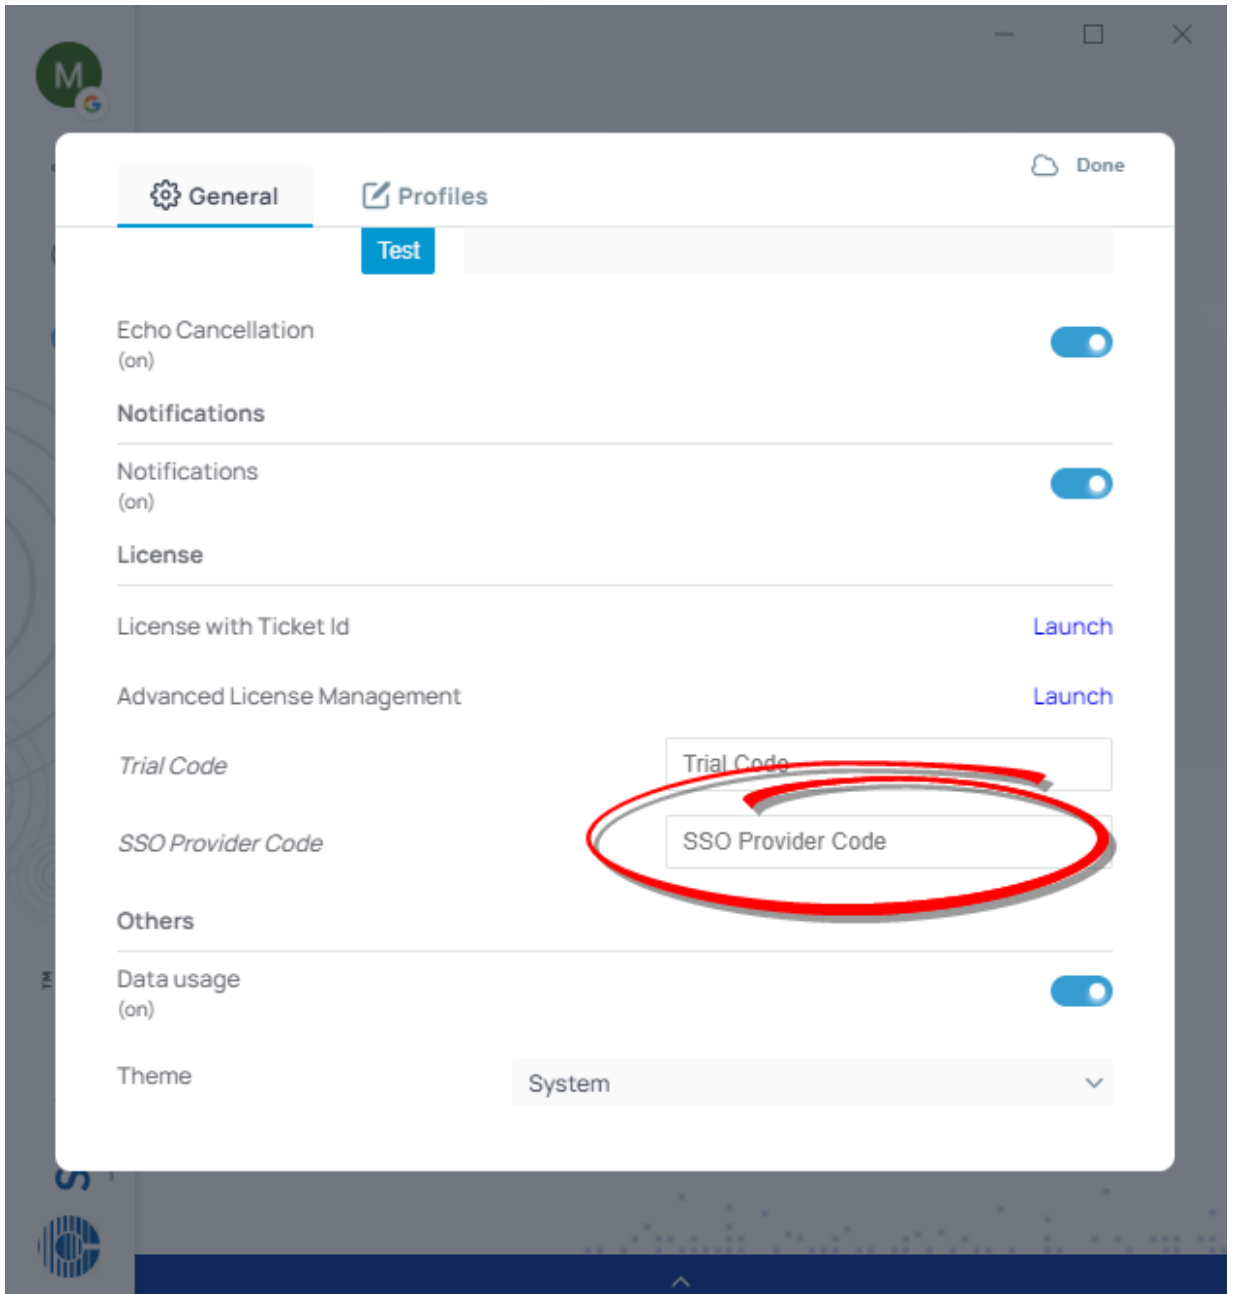 M
G
Done
General
Profiles
Test
Echo Cancellation
(on)
Notifications
Notifications
(on)
License
License with Ticket Id
Launch
Advanced License Management
Launch
Trial Code
Trial Code
SSO Provider Code
SSO Provider Code
Others
Data usage
(on)
Theme
System
TM
S